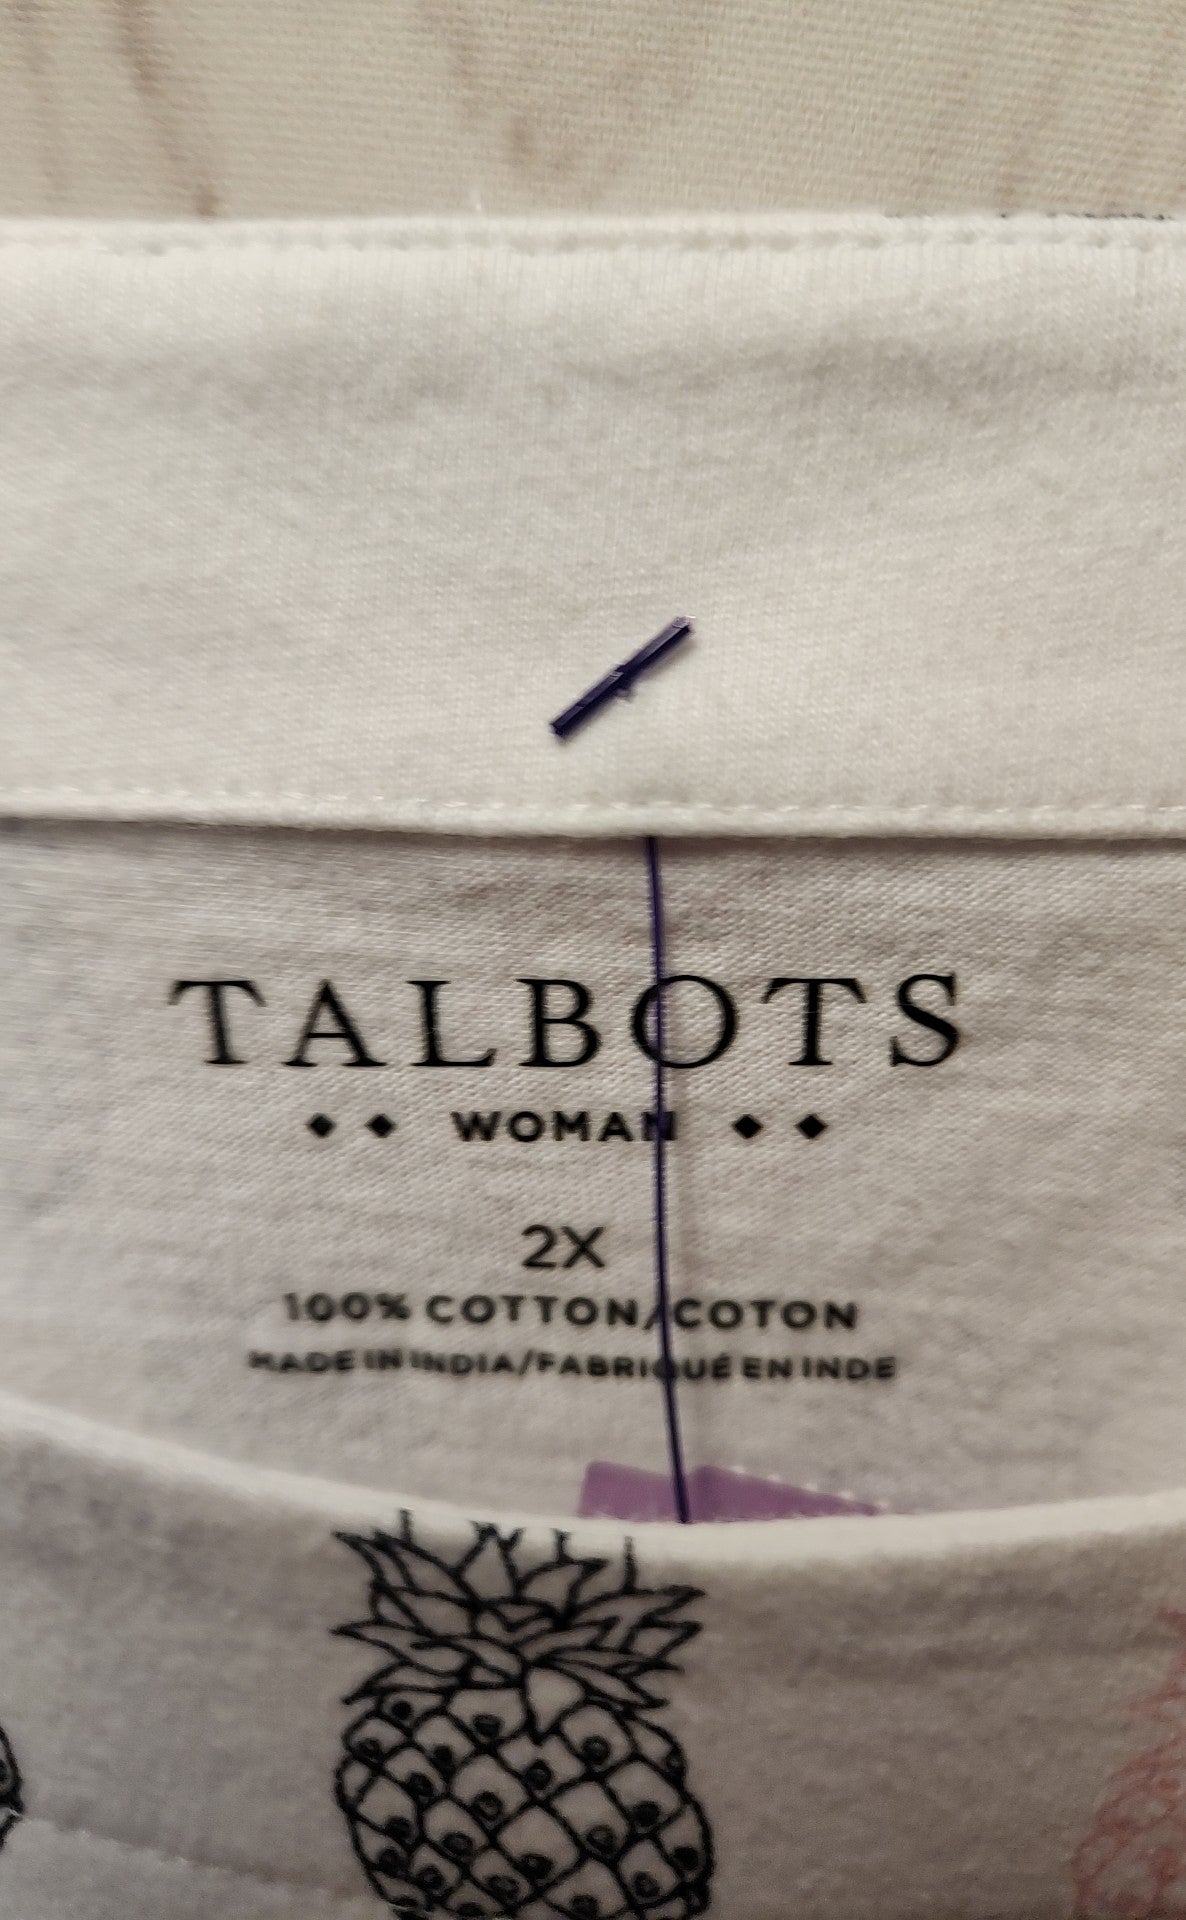 TALBOTS
◆ ◆ WOMAN ◆ ◆
2X
100% COTTON/COTON
MADE IN INDIA/FABRIQUÉ EN INDE